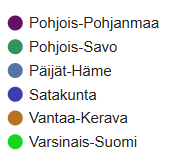 Pohjois-Pohjanmaa
Pohjois-Savo
Päijät-Häme
Satakunta
Vantaa-Kerava
Varsinais-Suomi